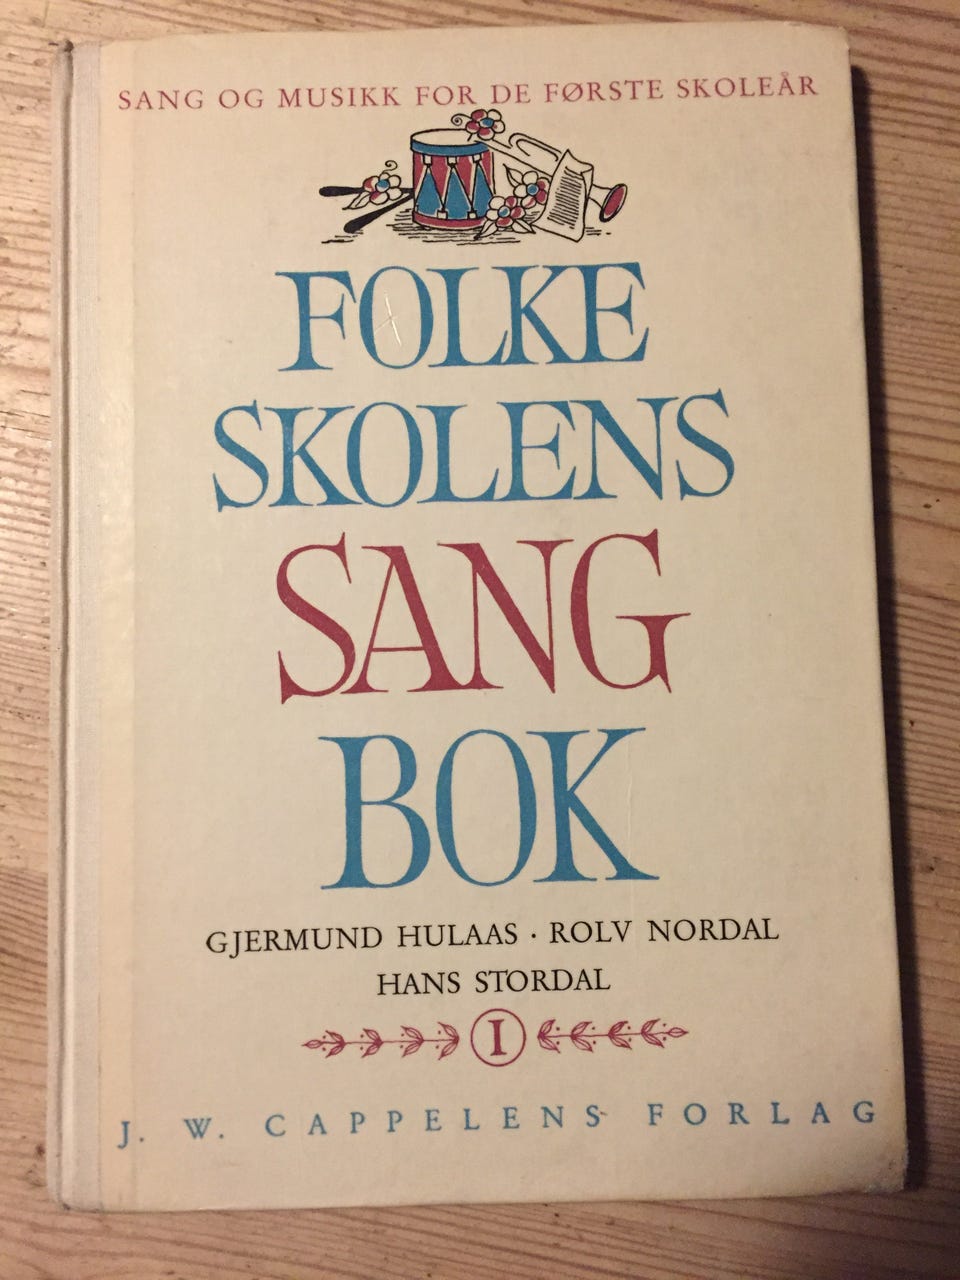 SANG OG MUSIKK FOR DE FØRSTE SKOLEÅR
FOLKE
SKOLENS
SANG
BOK
GJERMUND HULAAS · ROLV NORDAL
HANS STORDAL
I
J. W. CAPPELENS FORLAG